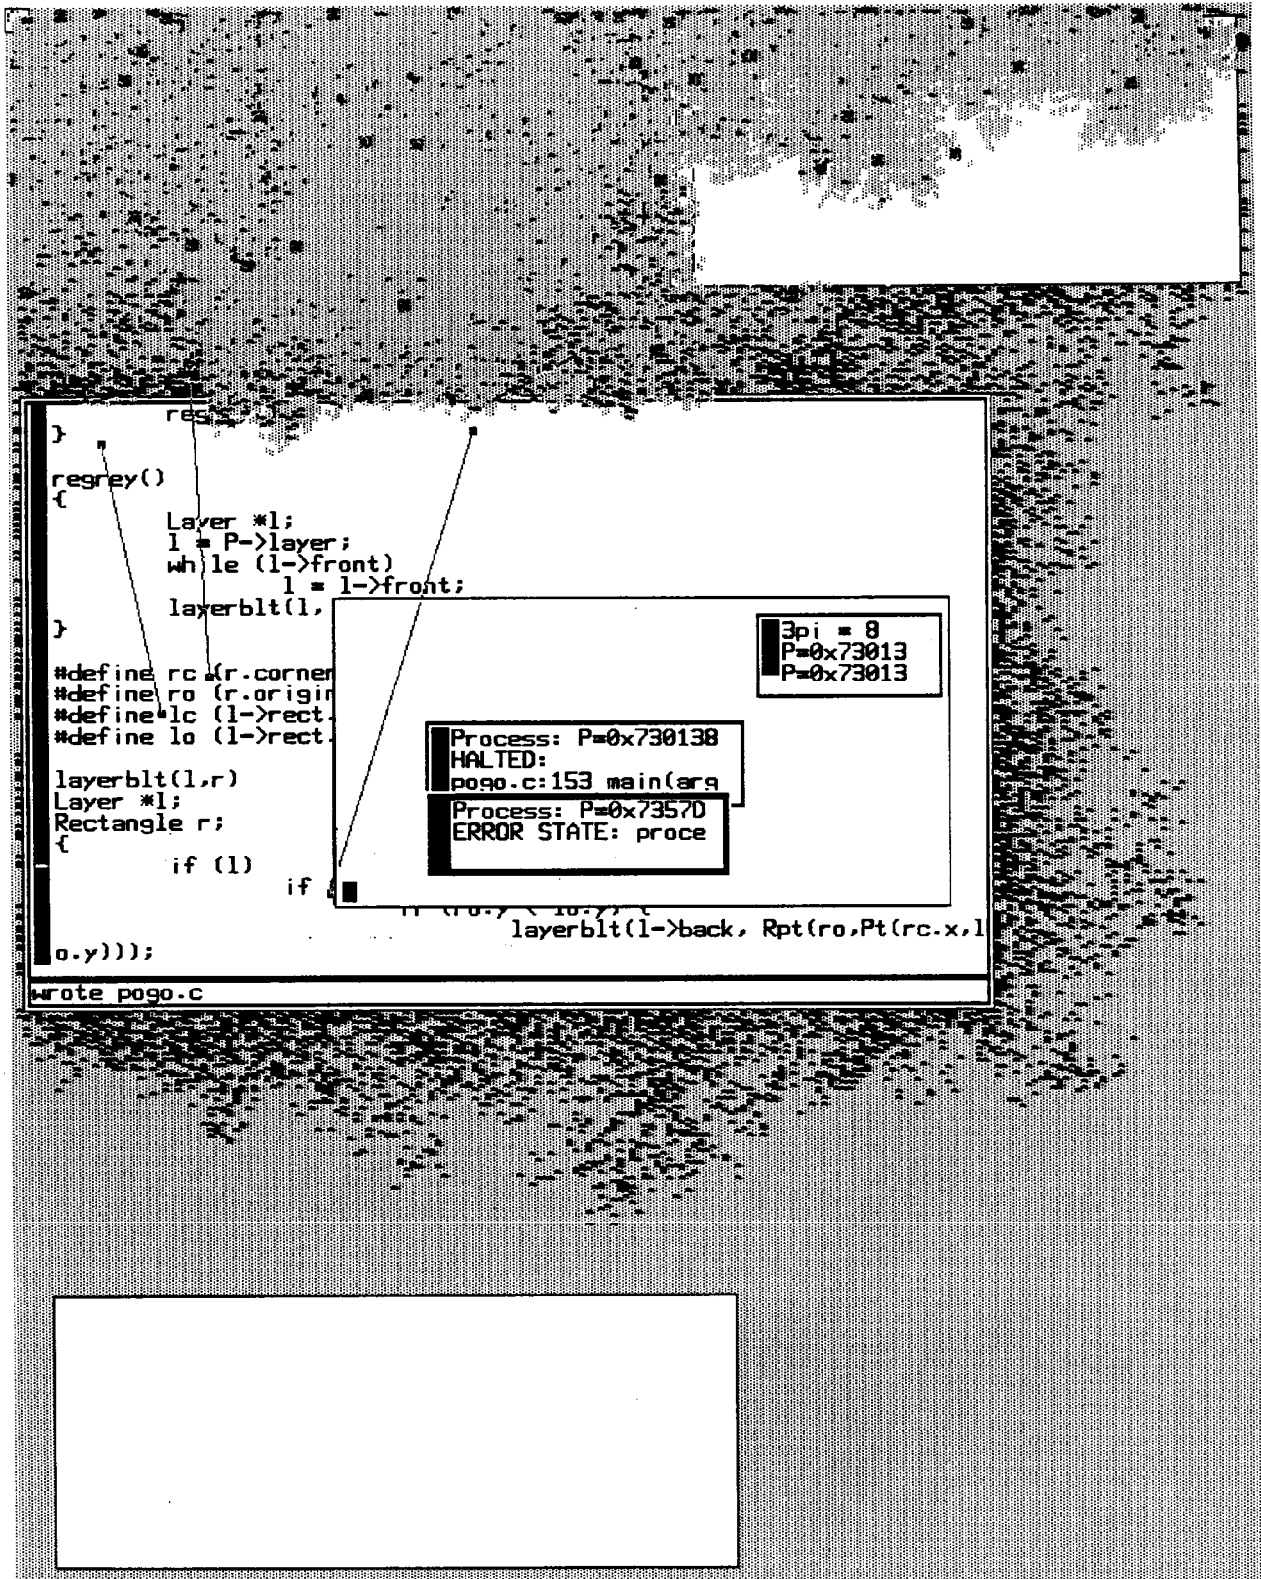 }
regrey()
{
Layer *l;
l = P->layer;
while (l->front)
l = l->front;
layerblt(l,
}
#define rc (r.corner
#define ro (r.origin
#define lc (l->rect.
#define lo (l->rect.
layerblt(l,r)
Layer *l;
Rectangle r;
{
if (l)
if
layerblt(l->back, Rpt(ro,Pt(rc.x,l
o.y)));
wrote pogo.c
3pi = 8
P=0x73013
P=0x73013
Process: P=0x730138
HALTED:
pogo.c:153 main(arg
Process: P=0x7357D
ERROR STATE: proce